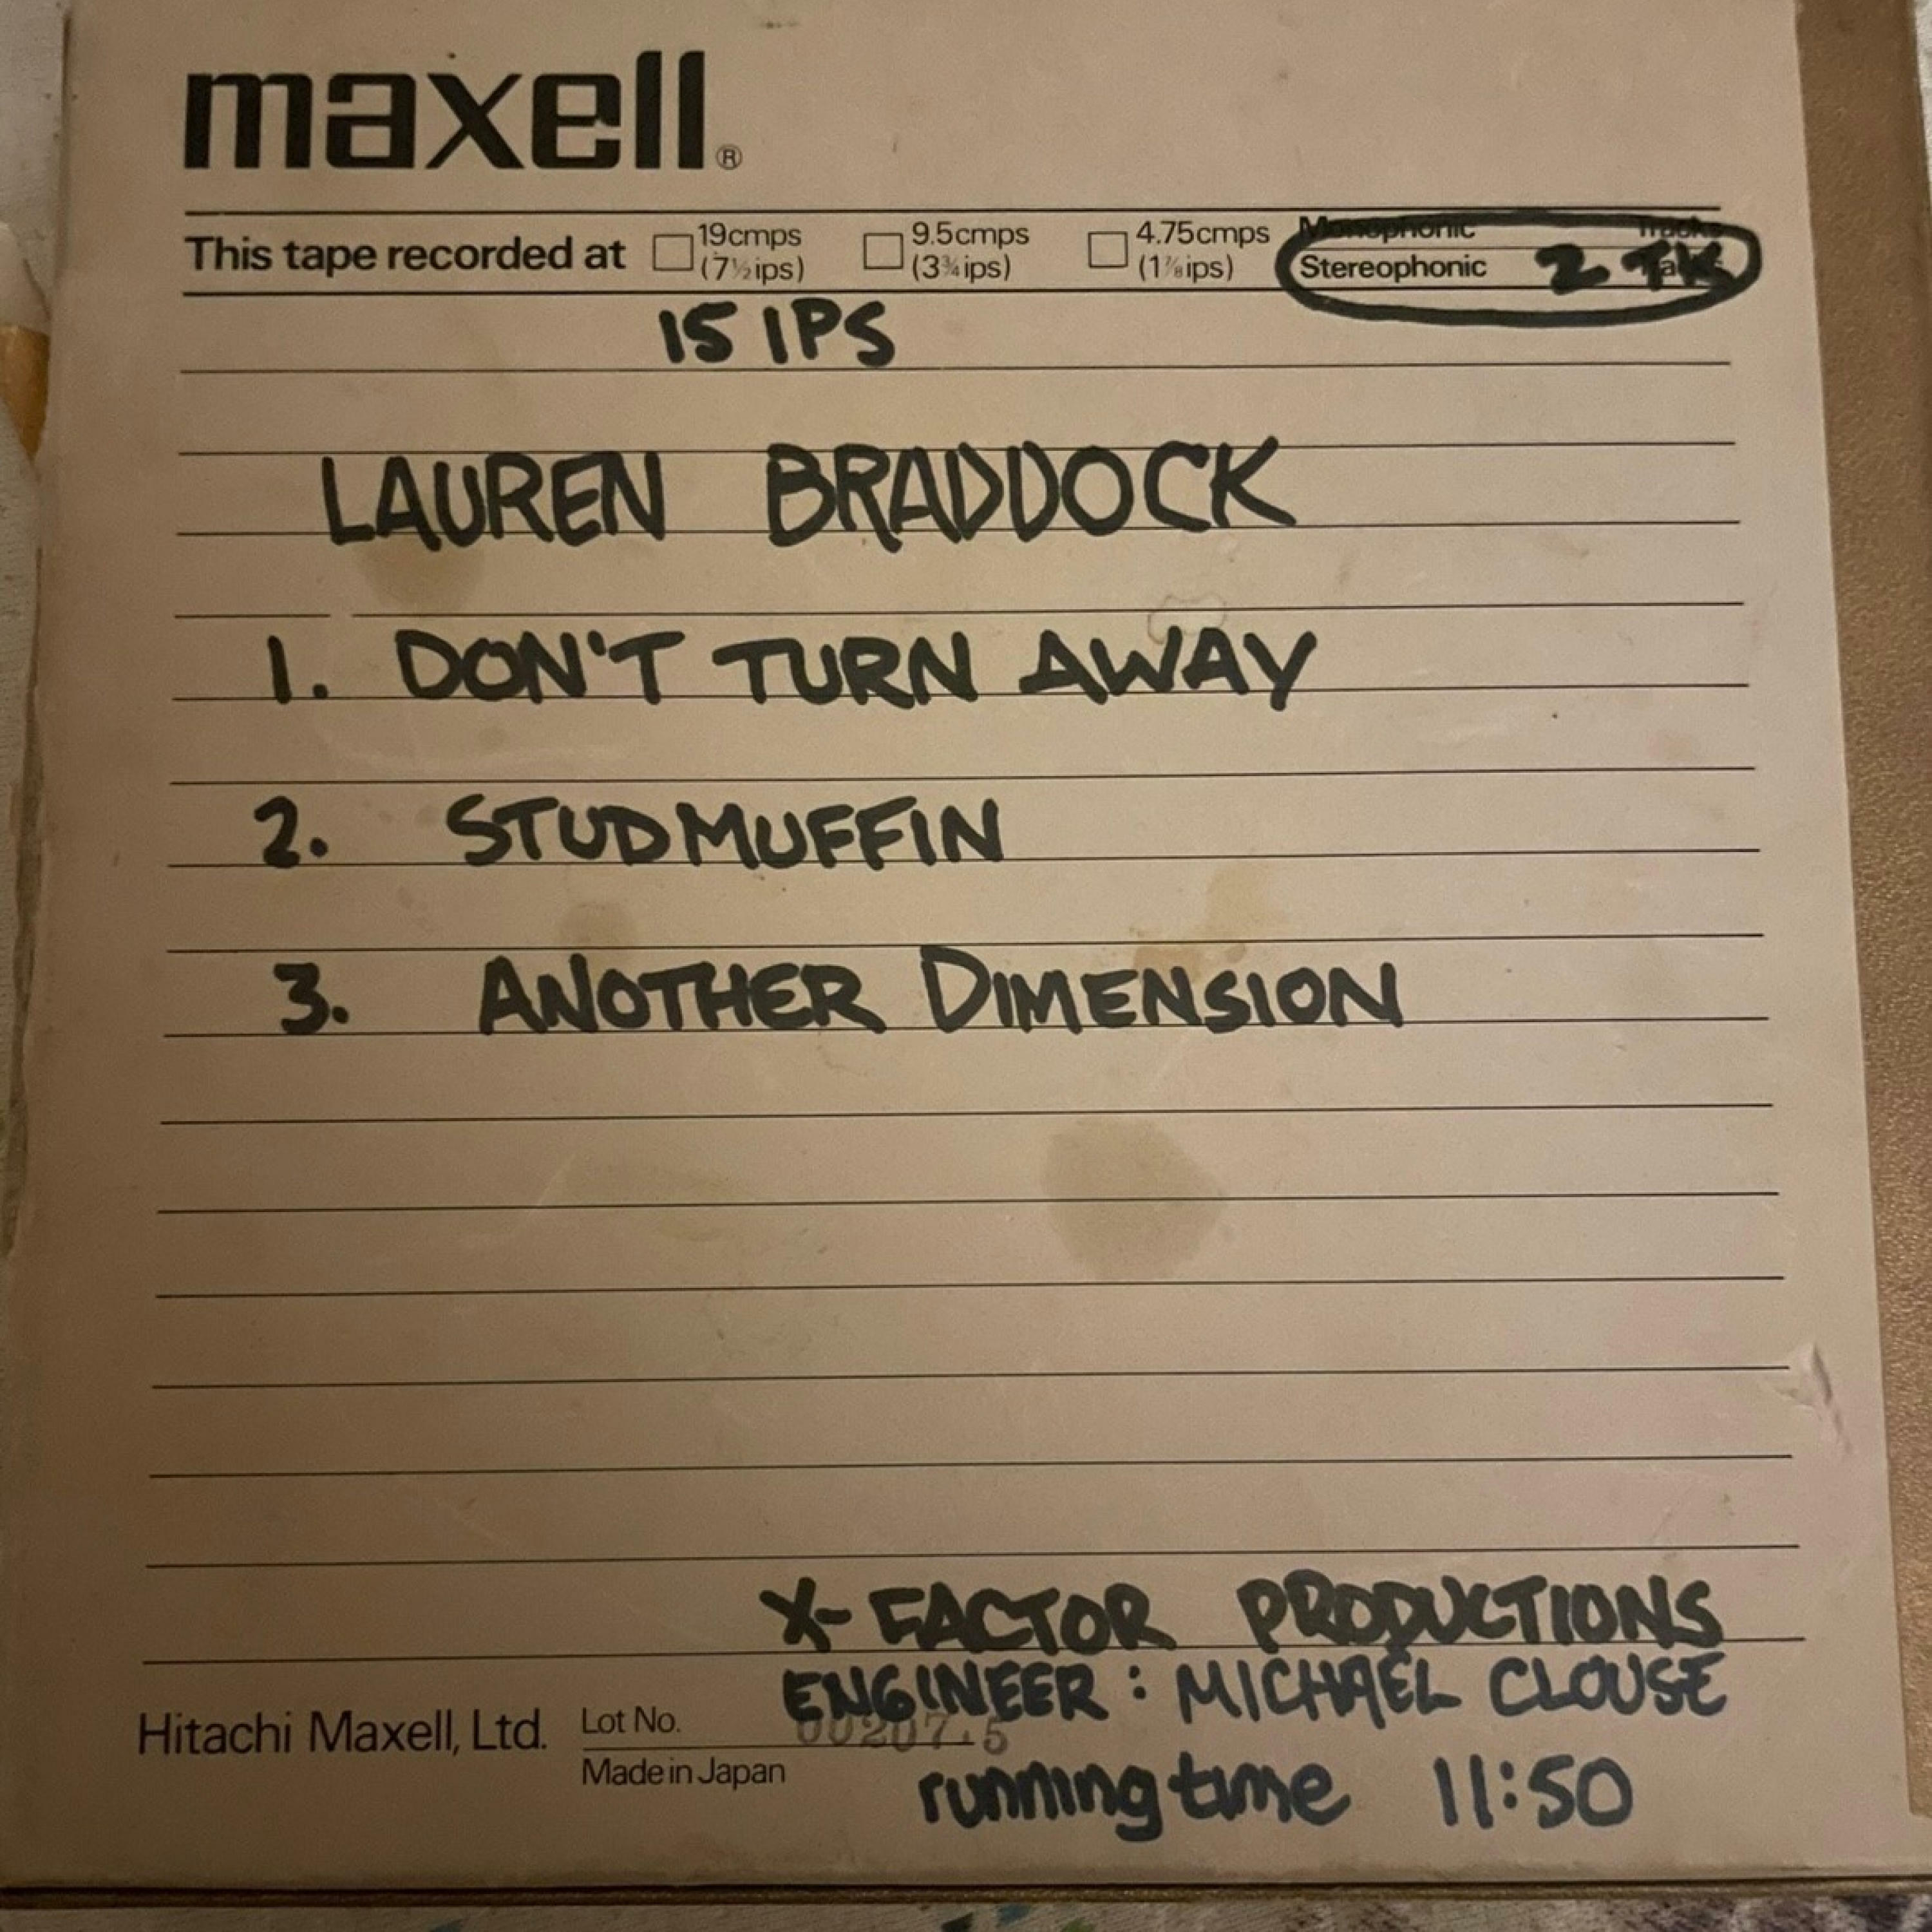 maxell®
This tape recorded at 19cmps (7½ips) 9.5cmps (3¾ips) 4.75cmps (1⅞ips) Monophonic Tracks
Stereophonic 2 TK
15 IPS
LAUREN BRADDOCK
1. DON'T TURN AWAY
2. STUDMUFFIN
3. ANOTHER DIMENSION
X-FACTOR PRODUCTIONS
ENGINEER: MICHAEL CLOUSE
Hitachi Maxell, Ltd. Lot No. 00207.5
Made in Japan
running time 11:50